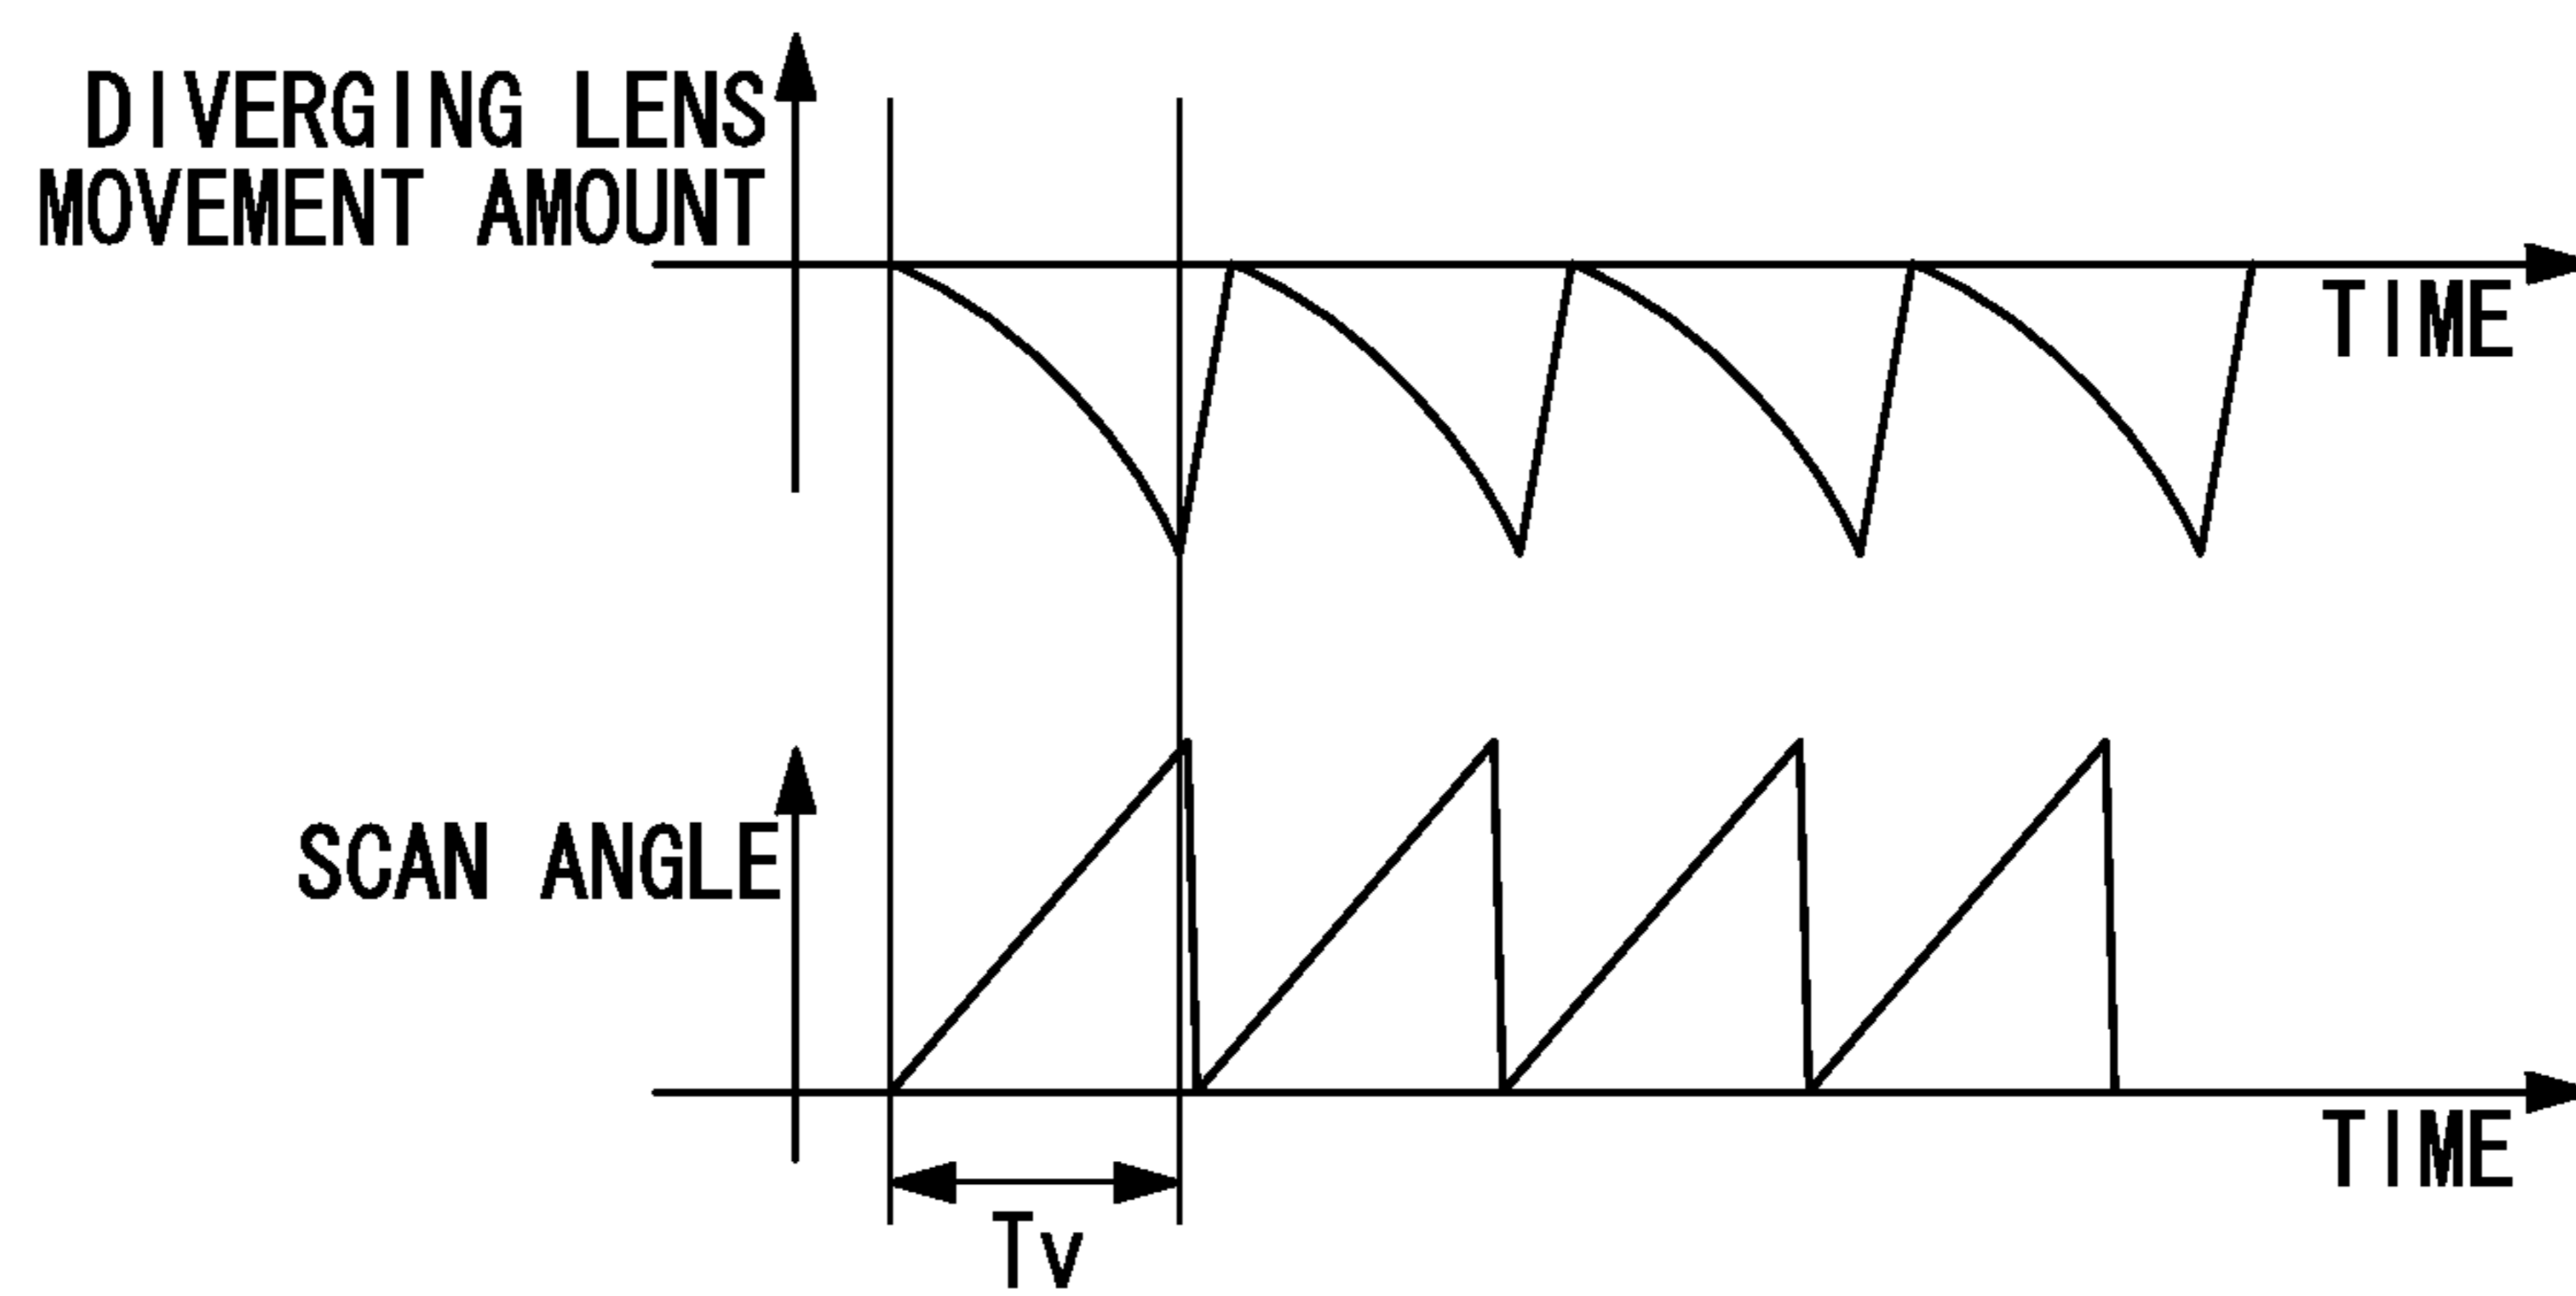 DIVERGING LENS
MOVEMENT AMOUNT
TIME
SCAN ANGLE
TIME
Tv